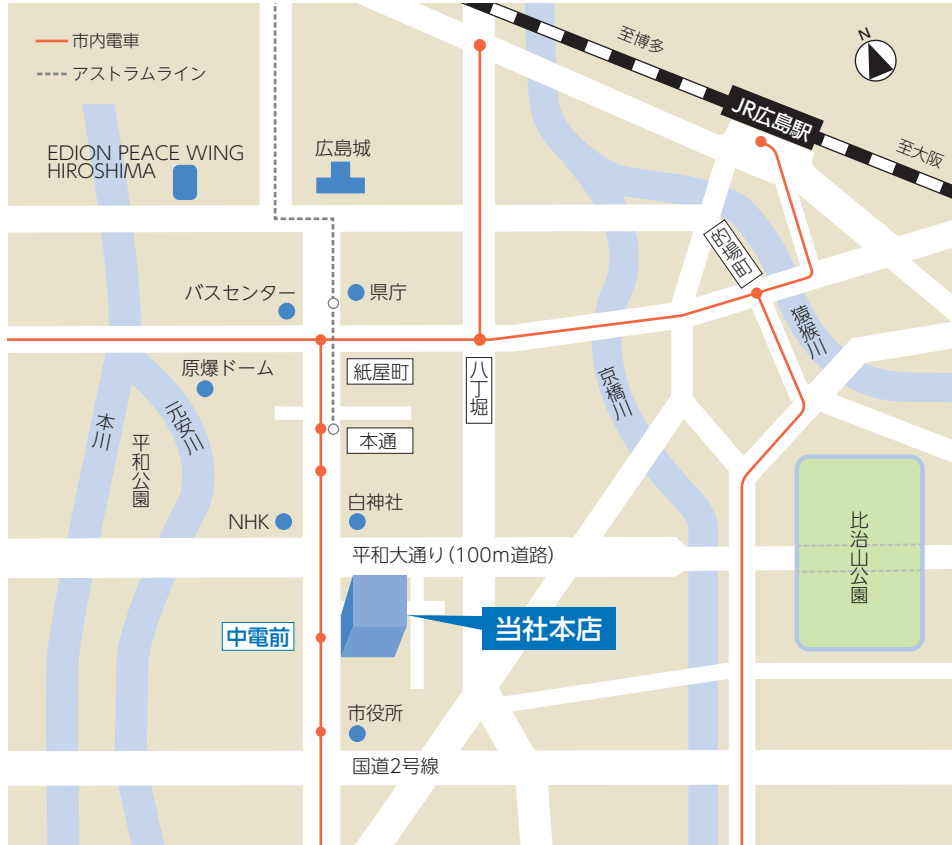 市内電車
アストラムライン
至博多
N
JR広島駅
至大阪
EDION PEACE WING
HIROSHIMA
広島城
的場町
バスセンター
県庁
猿猴川
原爆ドーム
紙屋町
八丁堀
京橋川
本川
元安川
平和公園
本通
NHK
白神社
比治山公園
平和大通り(100m道路)
中電前
当社本店
市役所
国道2号線